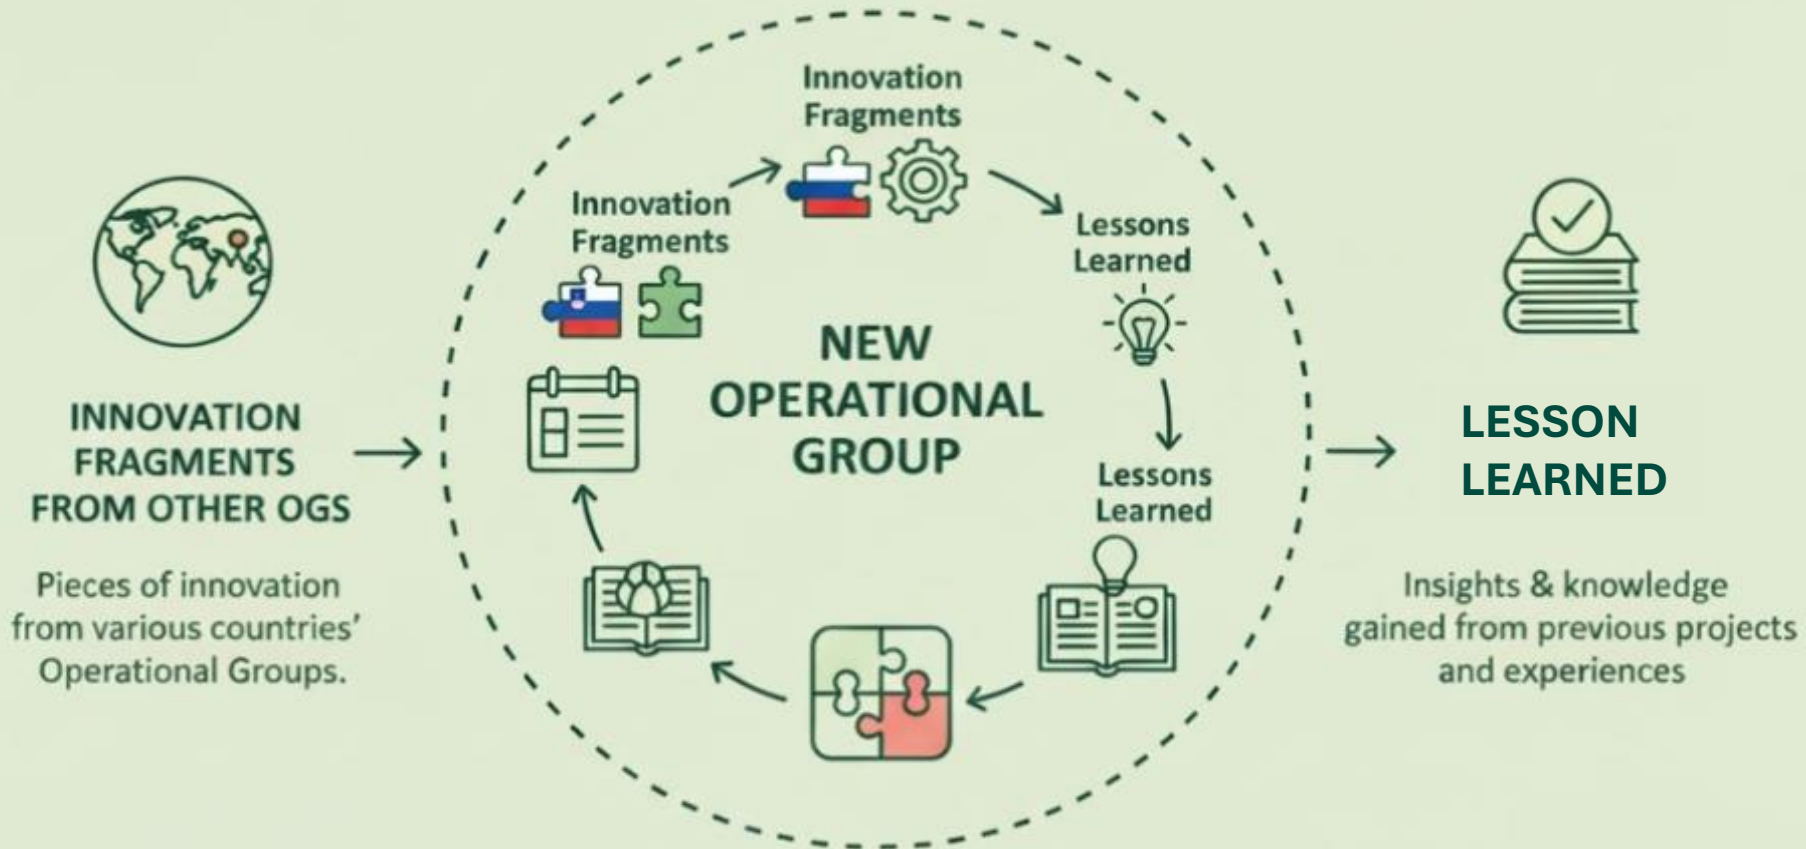 INNOVATION
FRAGMENTS
FROM OTHER OGS
Pieces of innovation
from various countries’
Operational Groups.
Innovation
Fragments
Innovation
Fragments
Lessons
Learned
NEW
OPERATIONAL
GROUP
Lessons
Learned
LESSON
LEARNED
Insights & knowledge
gained from previous projects
and experiences